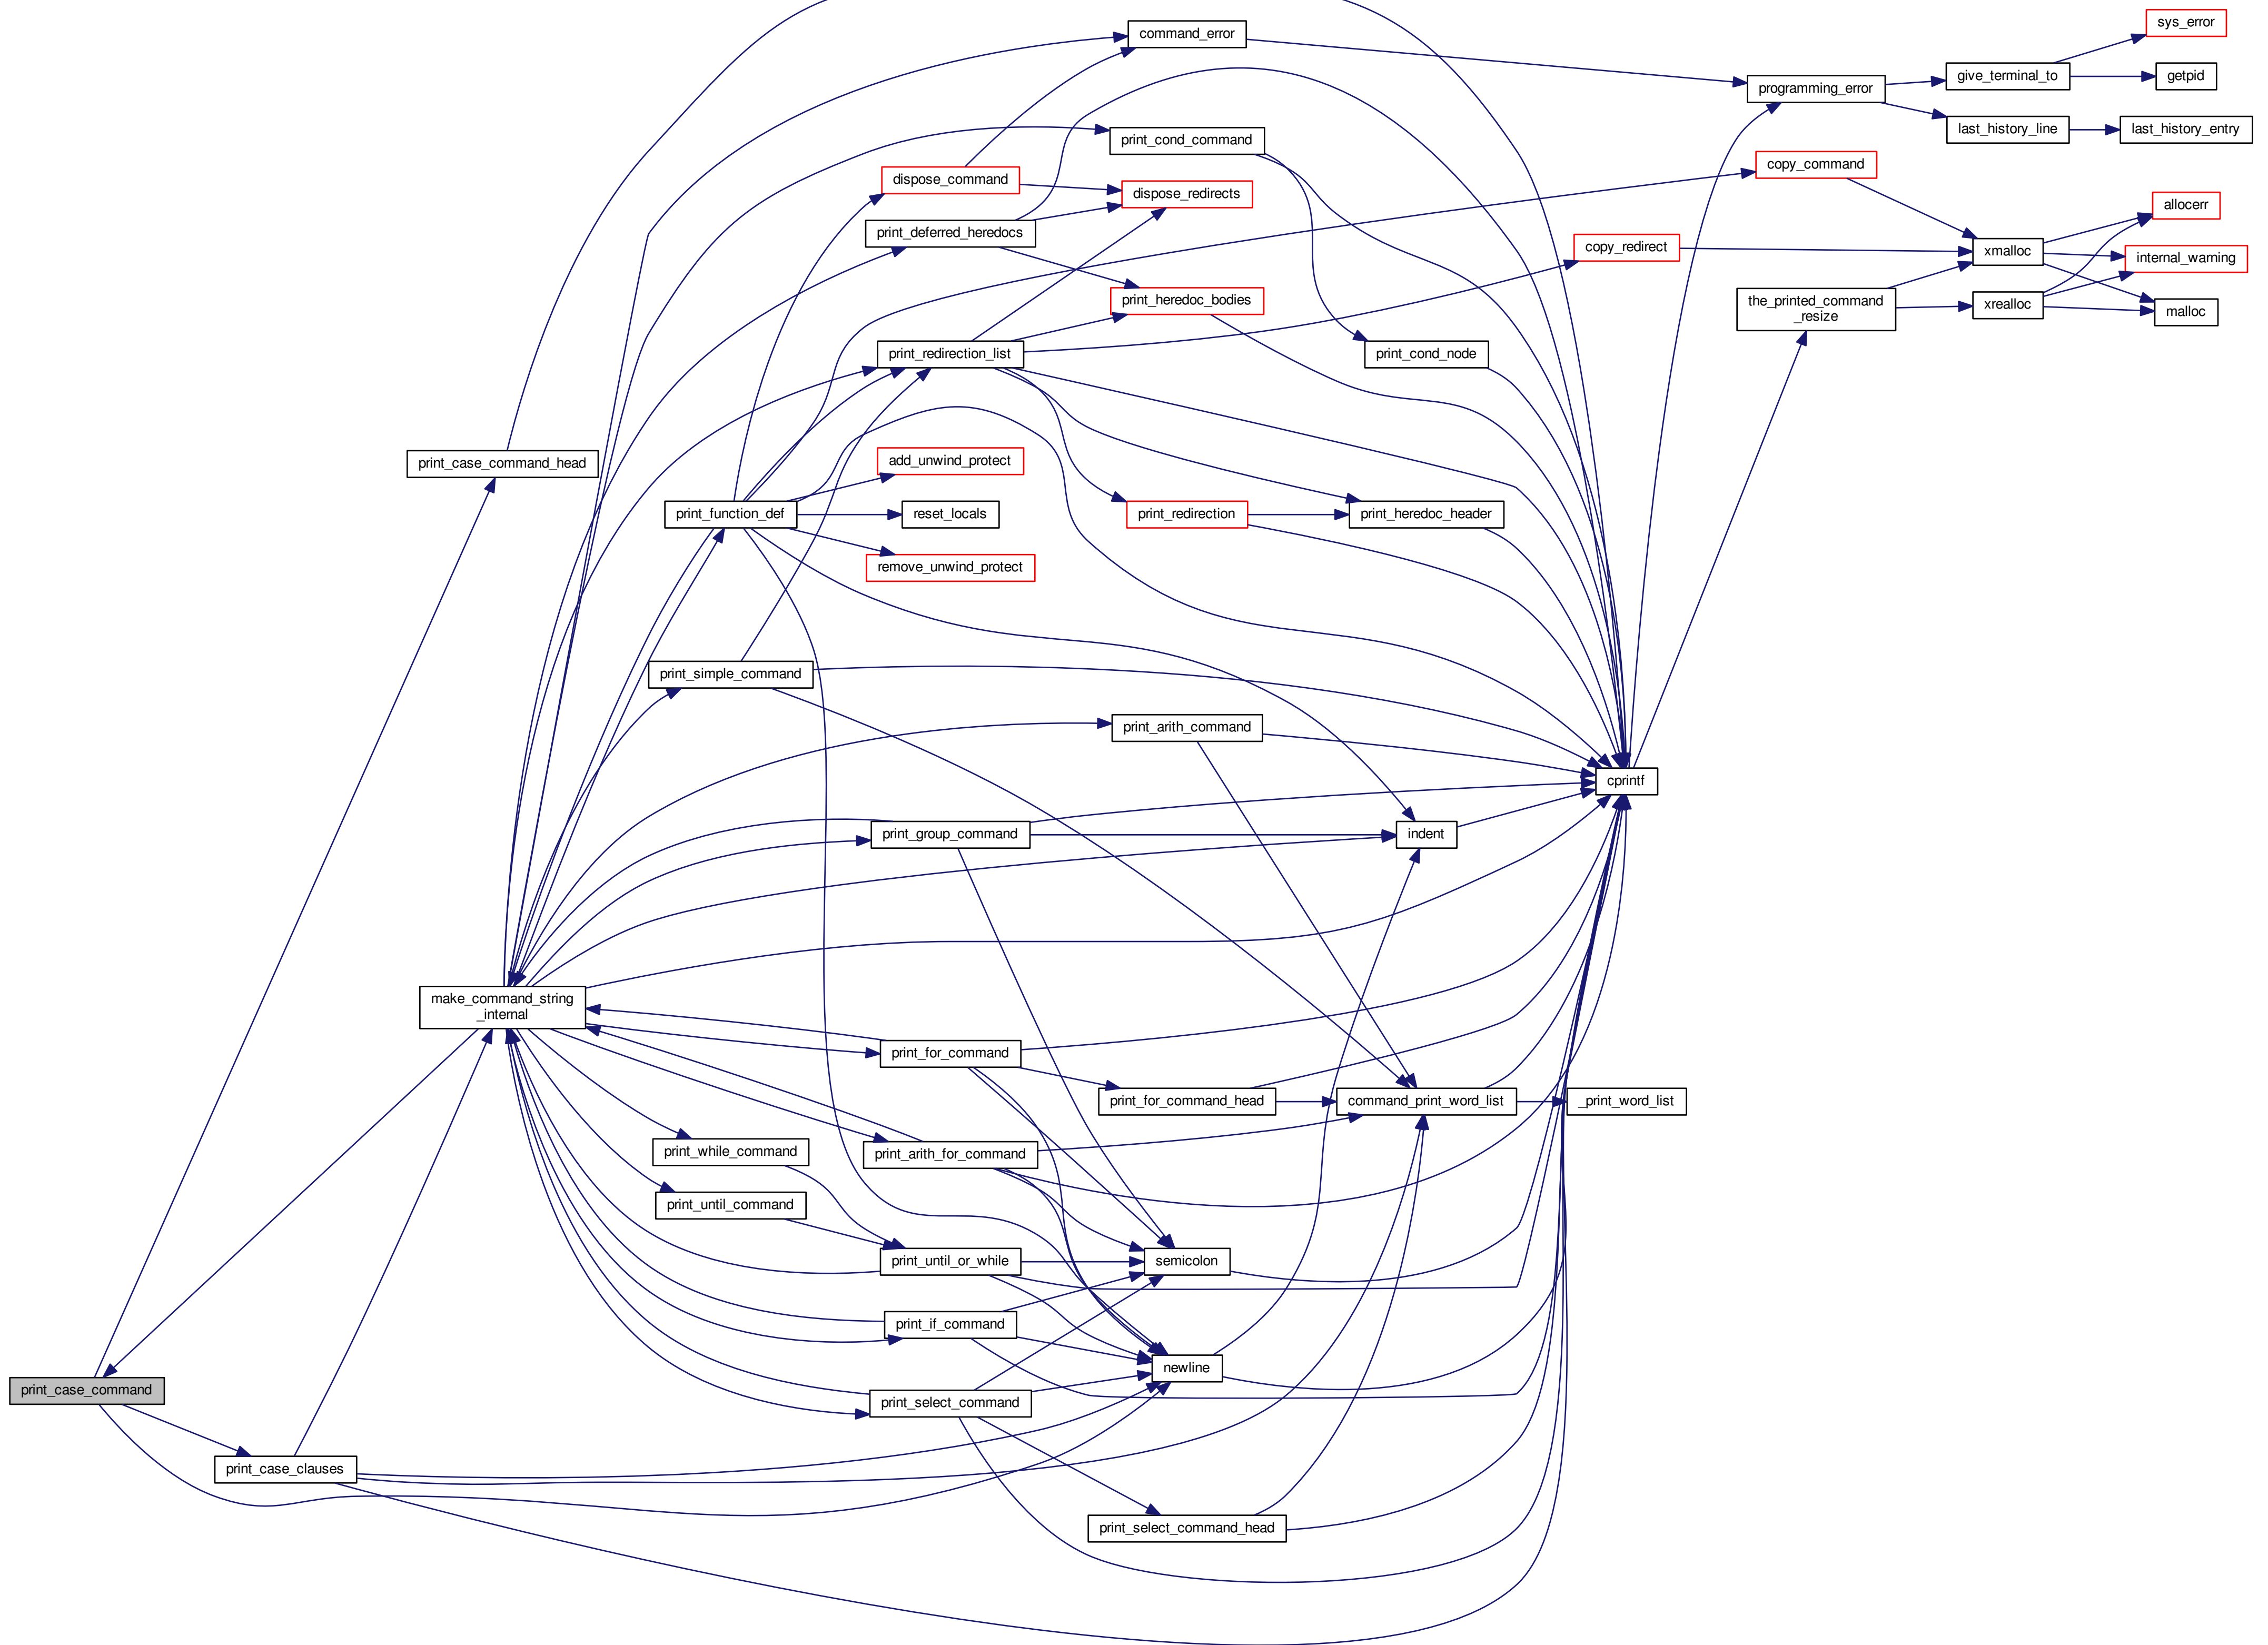 sys_error
command_error
give_terminal_to
getpid
programming_error
last_history_line
last_history_entry
print_cond_command
copy_command
dispose_command
dispose_redirects
allocerr
print_deferred_heredocs
copy_redirect
xmalloc
internal_warning
print_heredoc_bodies
the_printed_command
_resize
xrealloc
malloc
print_redirection_list
print_cond_node
print_case_command_head
add_unwind_protect
print_function_def
reset_locals
print_redirection
print_heredoc_header
remove_unwind_protect
print_simple_command
print_arith_command
cprintf
print_group_command
indent
make_command_string
_internal
print_for_command
print_for_command_head
command_print_word_list
_print_word_list
print_while_command
print_arith_for_command
print_until_command
print_until_or_while
semicolon
print_if_command
newline
print_case_command
print_select_command
print_case_clauses
print_select_command_head